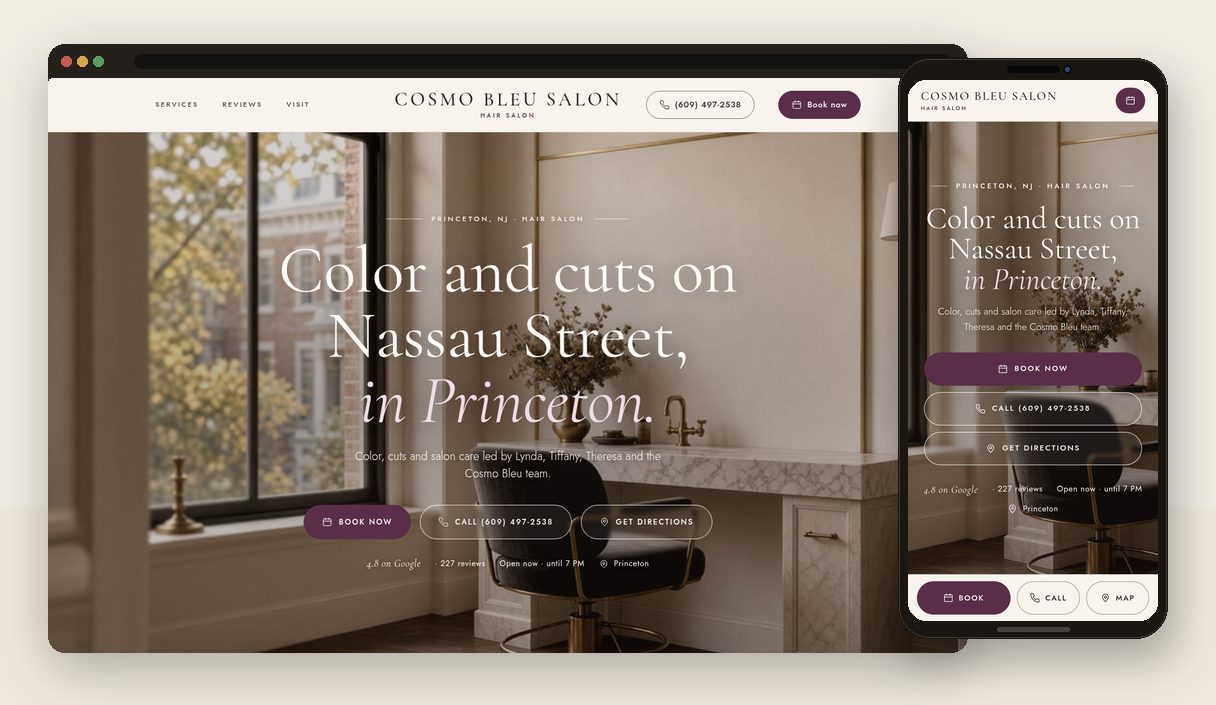 SERVICES REVIEWS VISIT
COSMO BLEU SALON
HAIR SALON
(609) 497-2538
Book now
PRINCETON, NJ · HAIR SALON
Color and cuts on
Nassau Street,
in Princeton.
Color, cuts and salon care led by Lynda, Tiffany, Theresa and the
Cosmo Bleu team.
BOOK NOW
CALL (609) 497-2538
GET DIRECTIONS
4.8 on Google · 227 reviews Open now · until 7 PM Princeton
COSMO BLEU SALON
HAIR SALON
PRINCETON, NJ · HAIR SALON
Color and cuts on
Nassau Street,
in Princeton.
Color, cuts and salon care led by Lynda, Tiffany,
Theresa and the Cosmo Bleu team.
BOOK NOW
CALL (609) 497-2538
GET DIRECTIONS
4.8 on Google · 227 reviews Open now · until 7 PM
Princeton
BOOK
CALL
MAP